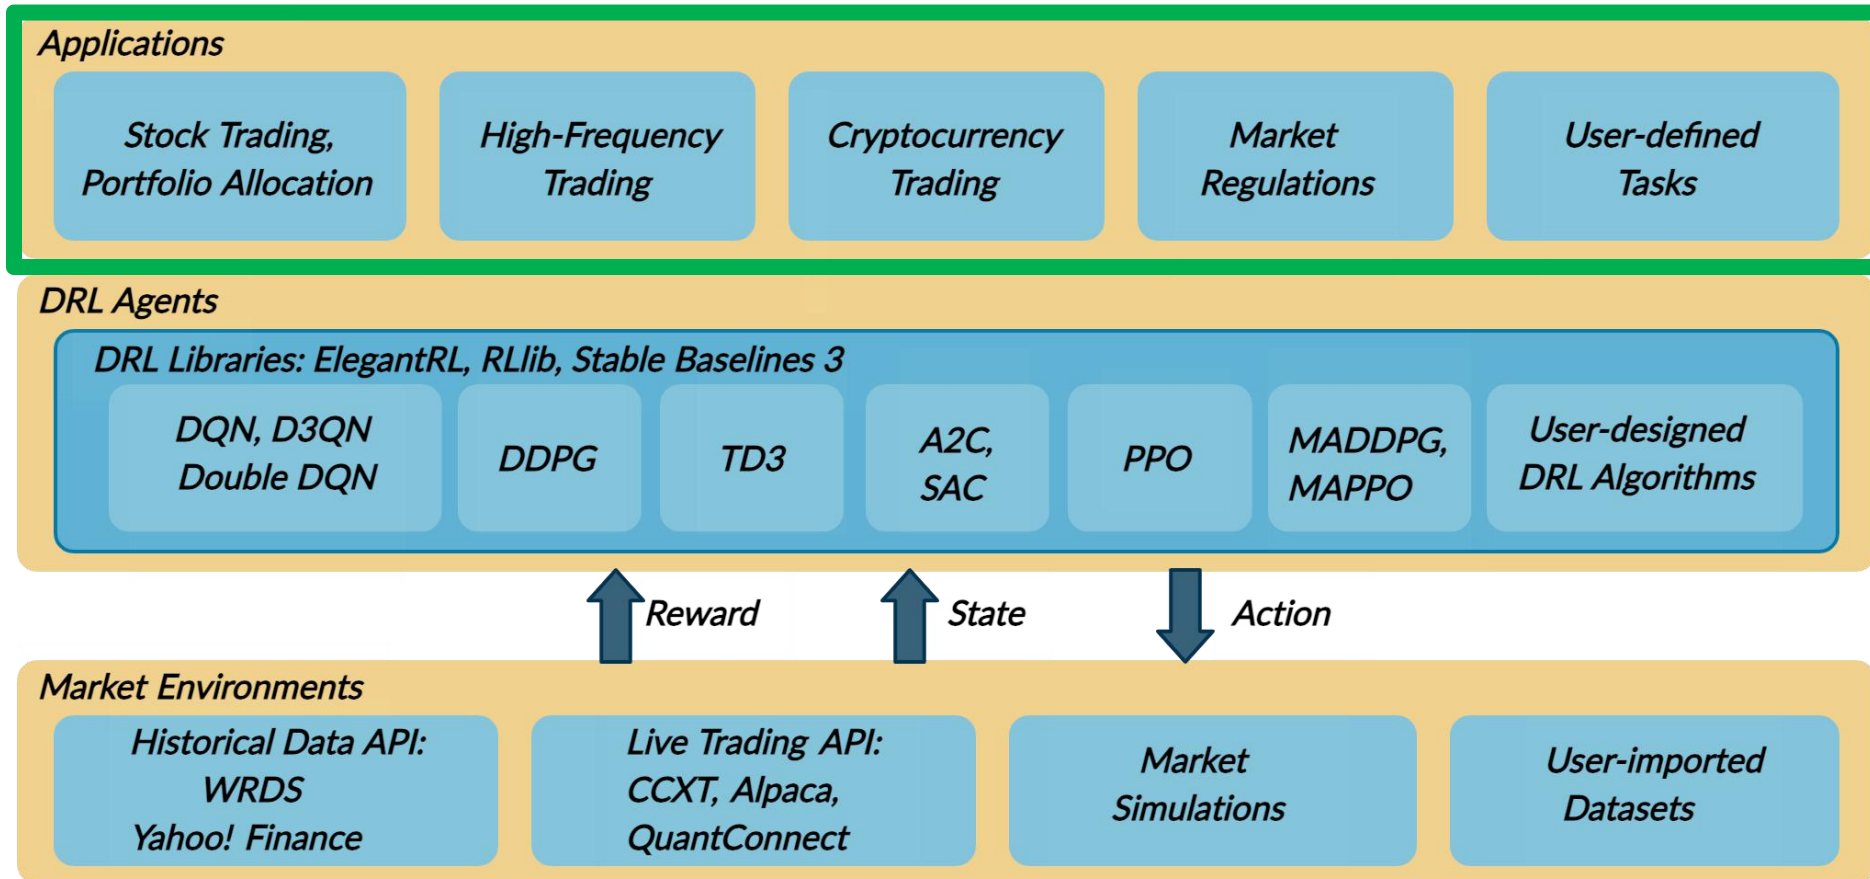 Applications
Stock Trading,
Portfolio Allocation
High-Frequency
Trading
Cryptocurrency
Trading
Market
Regulations
User-defined
Tasks
DRL Agents
DRL Libraries: ElegantRL, RLlib, Stable Baselines 3
DQN, D3QN
Double DQN
DDPG
TD3
A2C,
SAC
PPO
MADDPG,
MAPPO
User-designed
DRL Algorithms
Reward
State
Action
Market Environments
Historical Data API:
WRDS
Yahoo! Finance
Live Trading API:
CCXT, Alpaca,
QuantConnect
Market
Simulations
User-imported
Datasets